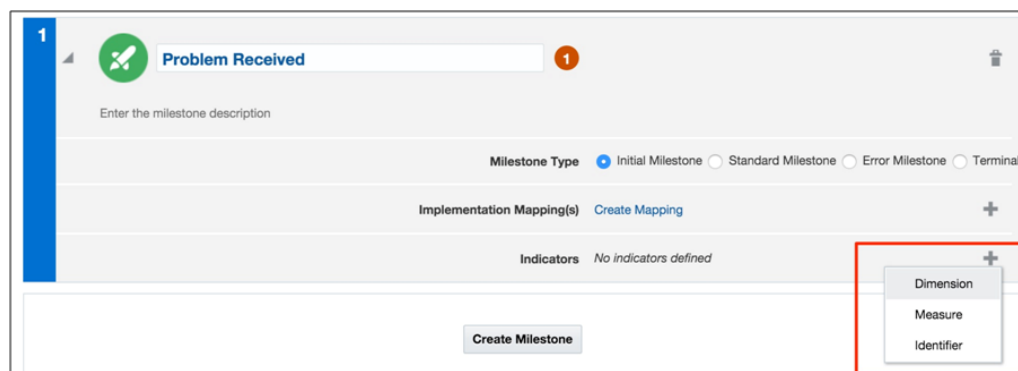 1
Problem Received
1
Enter the milestone description
Milestone Type Initial Milestone Standard Milestone Error Milestone Termina
Implementation Mapping(s) Create Mapping
Indicators No indicators defined
Dimension
Measure
Identifier
Create Milestone